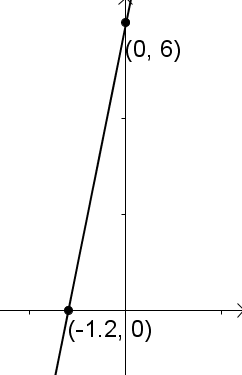 (0, 6)
(-1.2, 0)